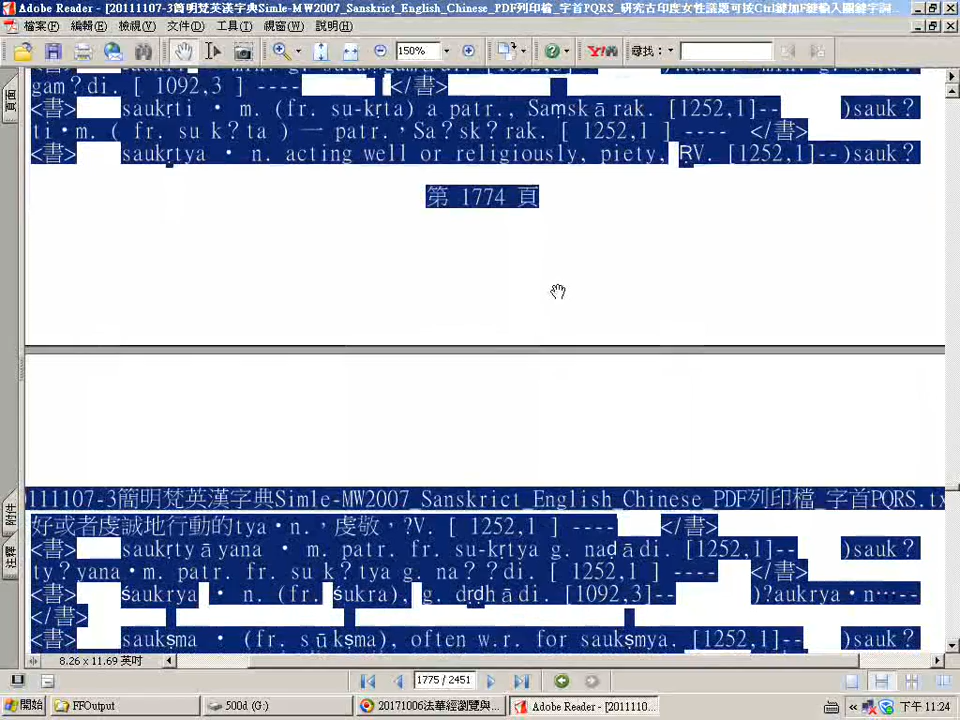 Adobe Reader - [20111107-3簡明梵英漢字典Simle-MW2007_Sanskrict_English_Chinese_PDF列印檔_字首PQRS_研究古印度女性議題可按Ctrl鍵加F鍵輸入關鍵字詞...
檔案(F) 編輯(E) 檢視(V) 文件(D) 工具(T) 視窗(W) 說明(H)
150% 尋找：
頁面
gam？di. [ 1092,3 ] ---- </書>
<書> saukṛti • m. (fr. su-kṛta) a patr., Saṃskārak. [1252,1]-- )sauk？
ti•m. ( fr. su k？ta ) 一 patr.，Sa？sk？rak. [ 1252,1 ] ---- </書>
<書> saukṛtya • n. acting well or religiously, piety, ṚV. [1252,1]--)sauk？
第 1774 頁
111107-3簡明梵英漢字典Simle-MW2007_Sanskrict_English_Chinese_PDF列印檔_字首PQRS.tx
好或者虔誠地行動的tya•n.，虔敬，?V. [ 1252,1 ] ---- </書>
<書> saukṛtyāyana • m. patr. fr. su-kṛtya g. naḍādi. [1252,1]-- )sauk？
ty？yana•m. patr. fr. su k？tya g. na？？di. [ 1252,1 ] ---- </書>
<書> śaukrya • n. (fr. śukra), g. dṛḍhādi. [1092,3]-- )?aukrya•n…--
</書>
<書> saukṣma • (fr. sūkṣma), often w.r. for saukṣmya. [1252,1]-- )sauk？
附件
注釋
8.26 x 11.69 英吋
1775 / 2451
開始 FFOutput 500d (G:) 20171006法華經瀏覽與... Adobe Reader - [2011110... 下午 11:24